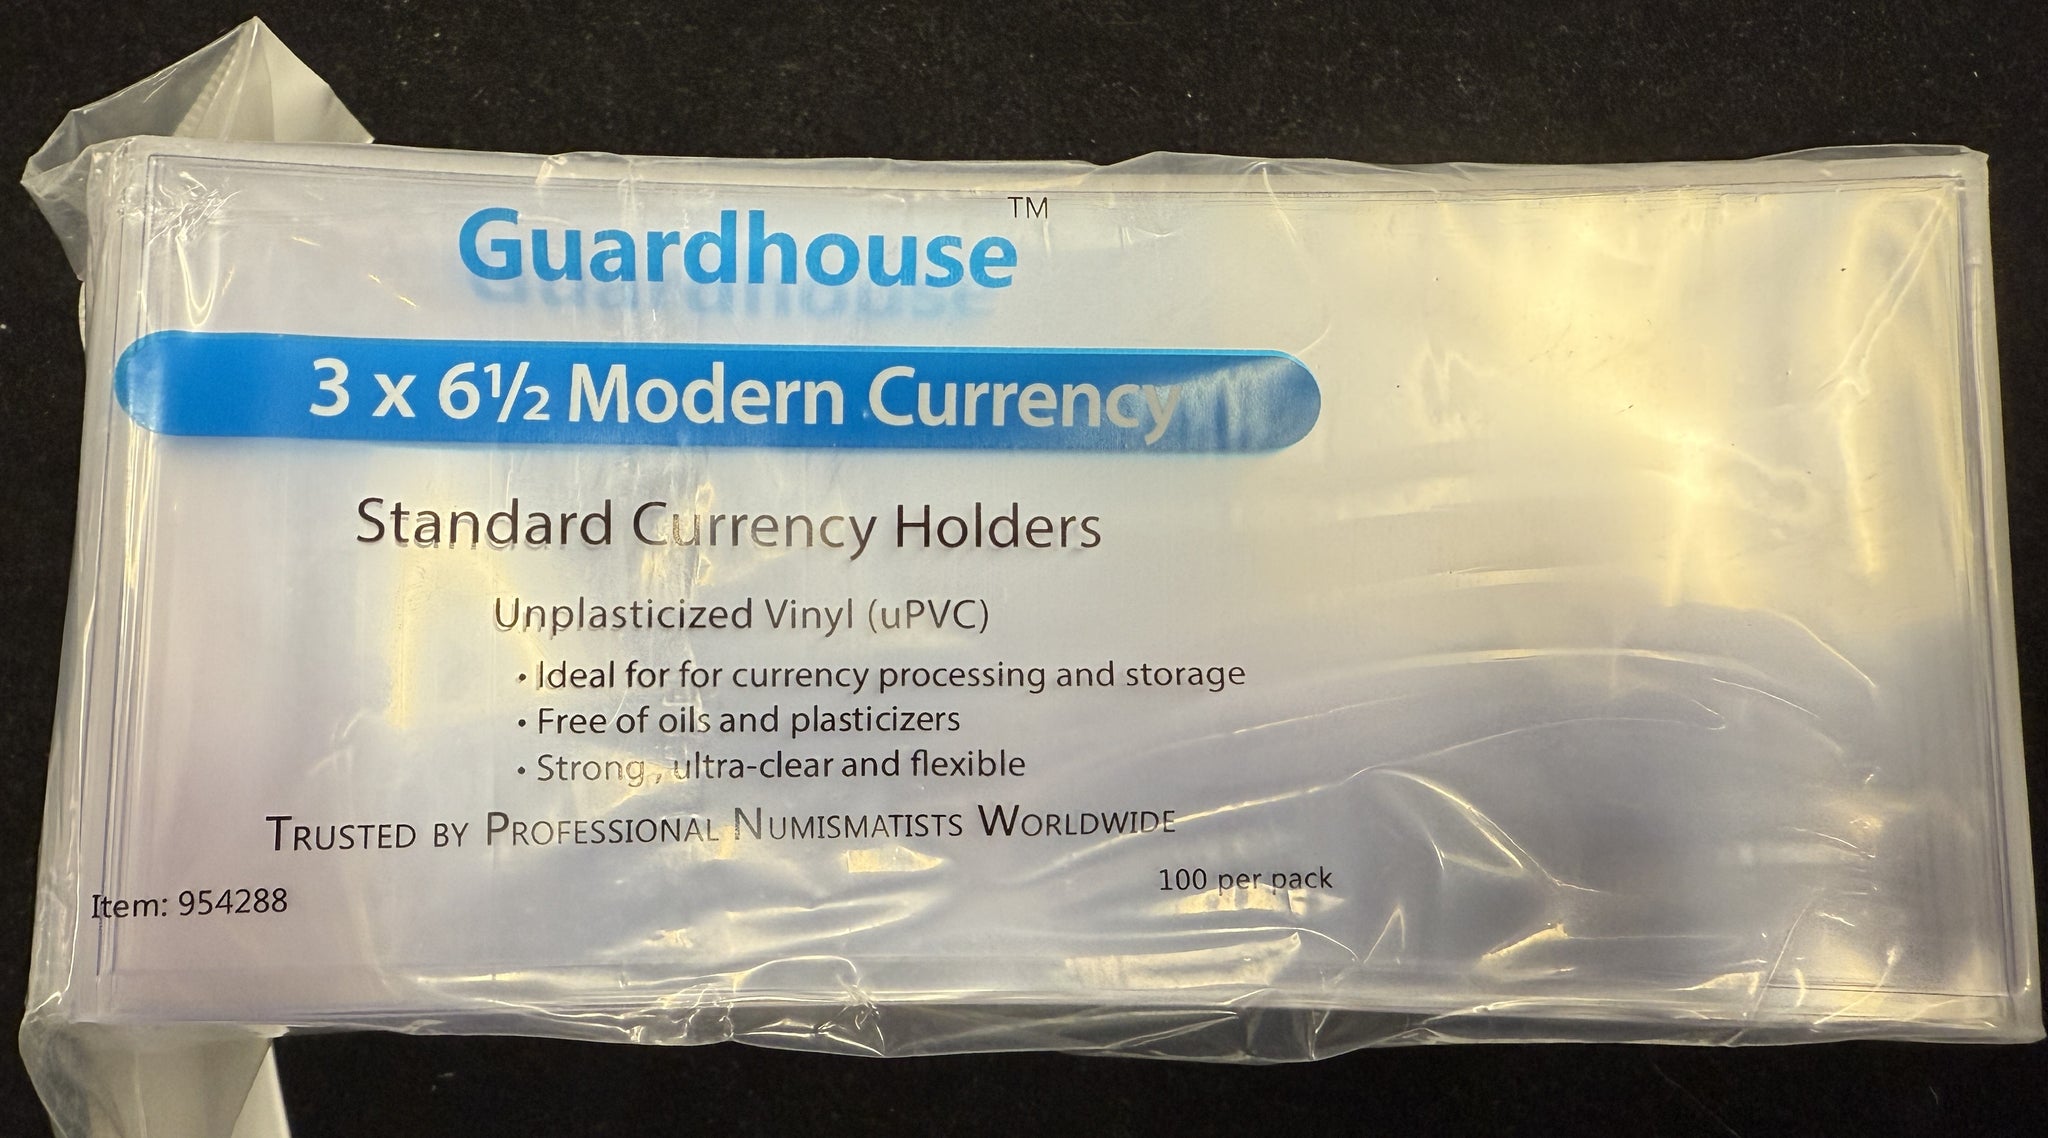 Guardhouse™
3 x 6½ Modern Currency
Standard Currency Holders
Unplasticized Vinyl (uPVC)
• Ideal for for currency processing and storage
• Free of oils and plasticizers
• Strong, ultra-clear and flexible
TRUSTED BY PROFESSIONAL NUMISMATISTS WORLDWIDE
100 per pack
Item: 954288